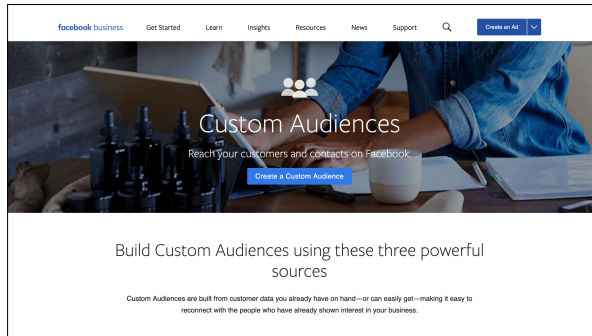 facebook business Get Started Learn Insights Resources News Support Create an Ad
Custom Audiences
Reach your customers and contacts on Facebook.
Create a Custom Audience
Build Custom Audiences using these three powerful
sources
Custom Audiences are built from customer data you already have on hand—or can easily get—making it easy to
reconnect with the people who have already shown interest in your business.